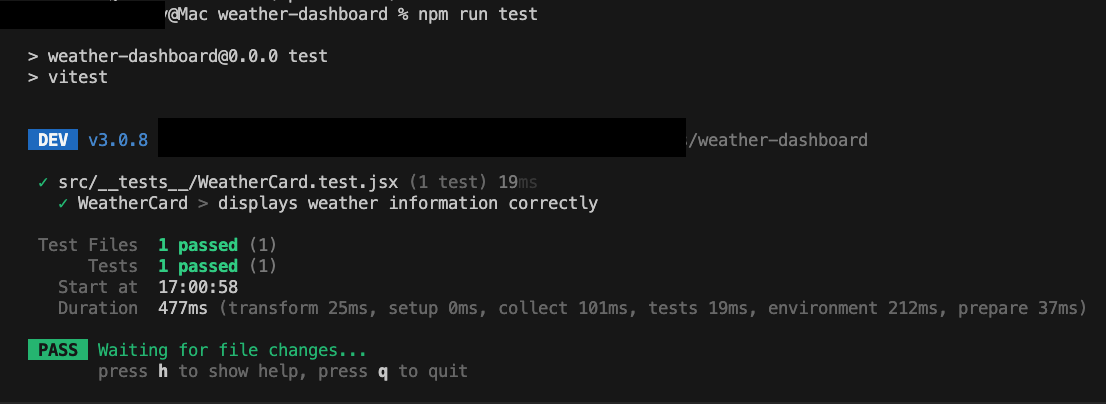 @Mac weather-dashboard % npm run test
> weather-dashboard@0.0.0 test
> vitest
DEV v3.0.8 /weather-dashboard
✓ src/__tests__/WeatherCard.test.jsx (1 test) 19ms
✓ WeatherCard > displays weather information correctly
Test Files 1 passed (1)
Tests 1 passed (1)
Start at 17:00:58
Duration 477ms (transform 25ms, setup 0ms, collect 101ms, tests 19ms, environment 212ms, prepare 37ms)
PASS Waiting for file changes...
press h to show help, press q to quit